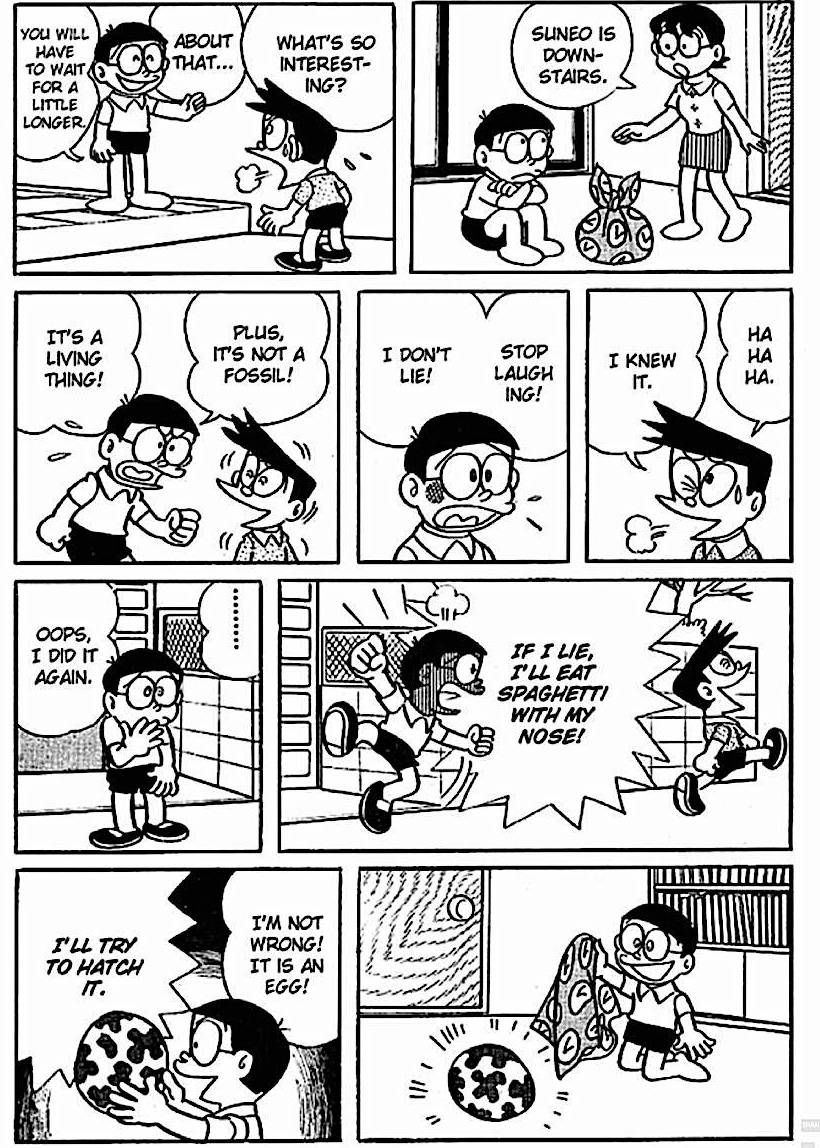 SUNEO IS
DOWN-
STAIRS.
WHAT'S SO
INTEREST-
ING?
ABOUT
THAT...
YOU WILL
HAVE
TO WAIT
FOR A
LITTLE
LONGER.
HA
HA
HA.
I KNEW
IT.
STOP
LAUGH
ING!
I DON'T
LIE!
PLUS,
IT'S NOT A
FOSSIL!
IT'S A
LIVING
THING!
IF I LIE,
I'LL EAT
SPAGHETTI
WITH MY
NOSE!
.........
OOPS,
I DID IT
AGAIN.
I'M NOT
WRONG!
IT IS AN
EGG!
I'LL TRY
TO HATCH
IT.